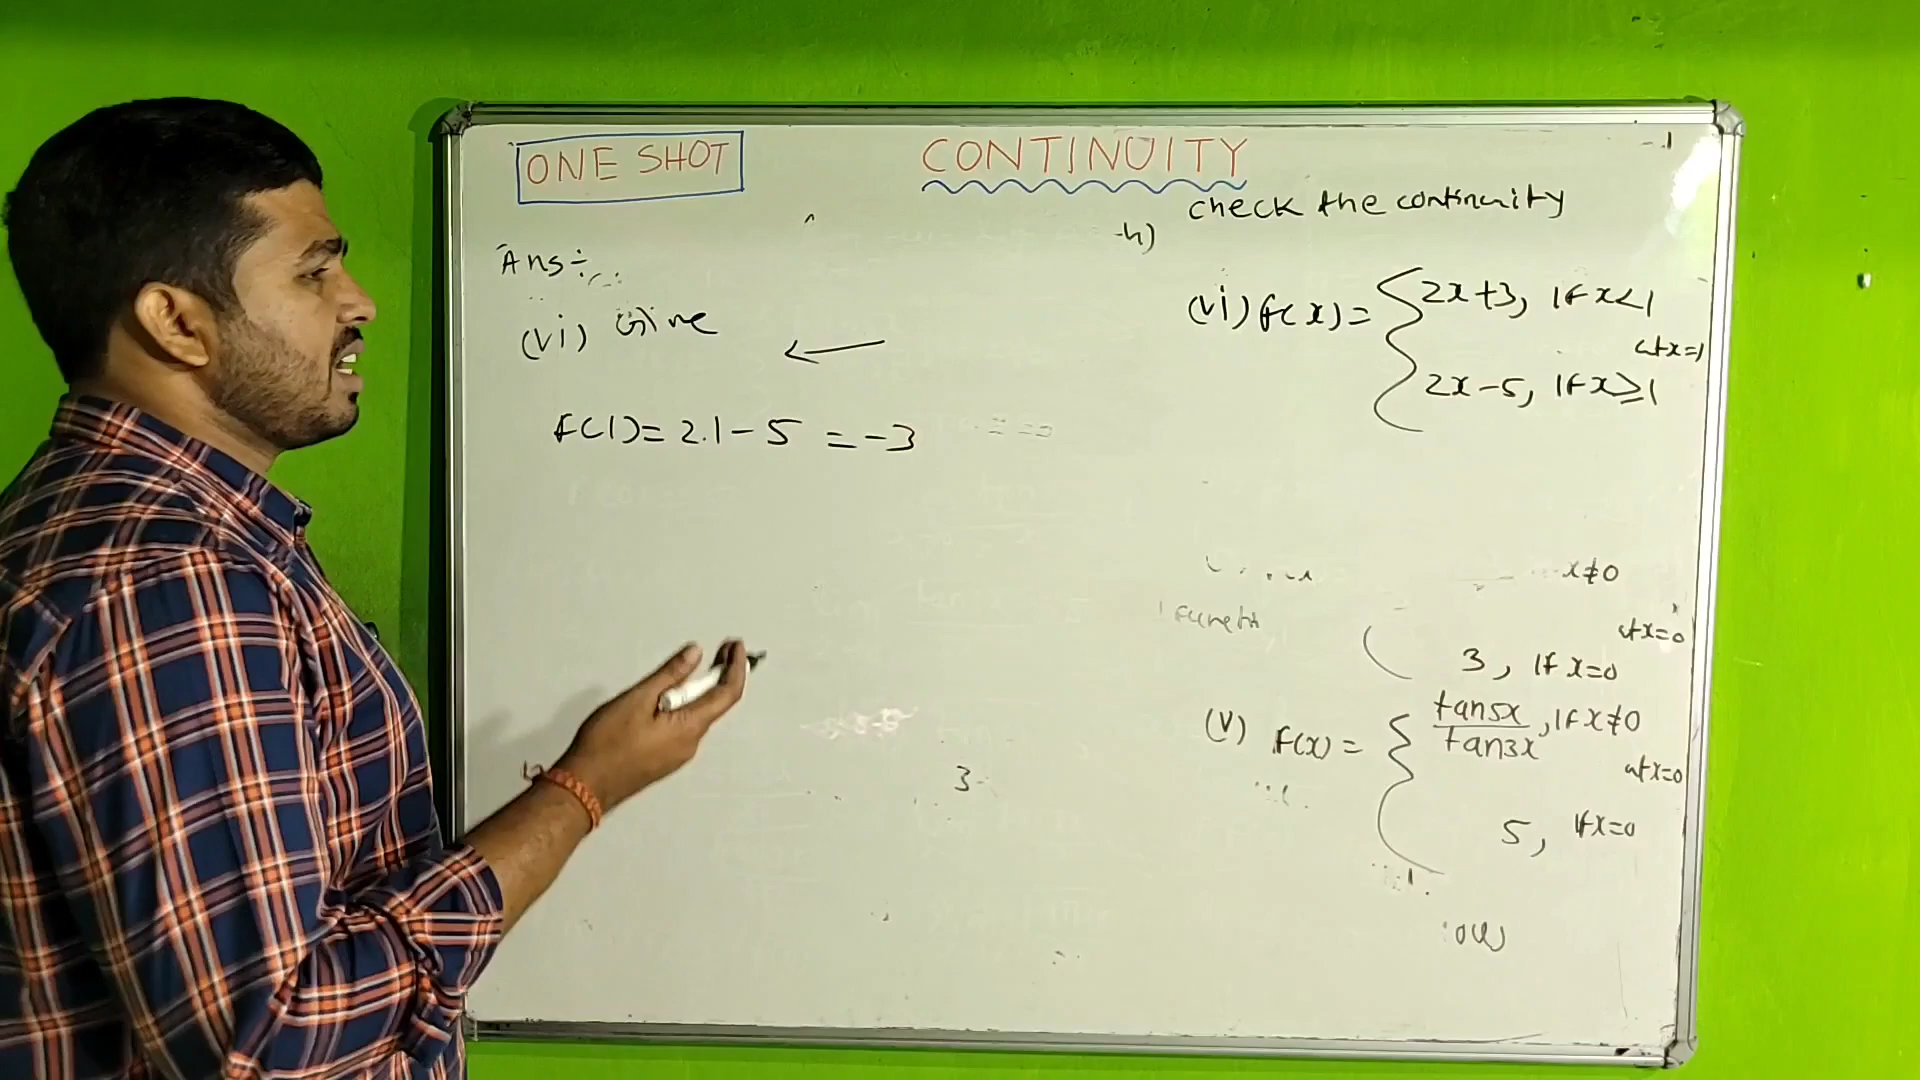 ONE SHOT
CONTINUITY
check the continuity
Ans:-
(vi) Give
f(1) = 2.1 - 5 = -3
(vi) f(x) = { 2x+3, if x<1
at x=1
2x-5, if x≥1
x≠0
at x=0
3, if x=0
(v) f(x) = { tan5x/tan3x, if x≠0
at x=0
5, if x=0
3